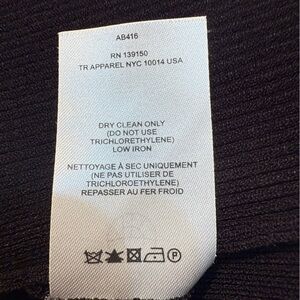 AB416
RN 139150
TR APPAREL NYC 10014 USA
DRY CLEAN ONLY
(DO NOT USE
TRICHLORETHYLENE)
LOW IRON
NETTOYAGE À SEC UNIQUEMENT
(NE PAS UTILISER DE
TRICHLOROETHYLENE)
REPASSER AU FER FROID
P